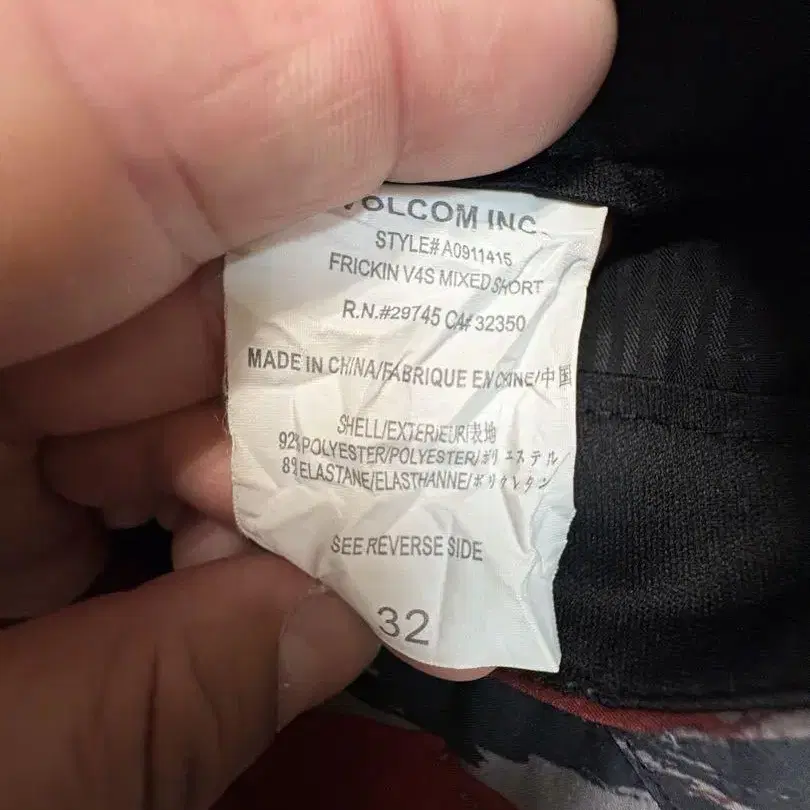 VOLCOM INC.
STYLE# A0911415
FRICKIN V4S MIXED SHORT
R.N.#29745 CA# 32350
MADE IN CHINA/FABRIQUE EN CHINE/中国
SHELL/EXTERIEUR/表地
92%POLYESTER/POLYESTER/ポリエステル/
8%ELASTANE/ELASTHANNE/ポリウレタン
SEE REVERSE SIDE
32